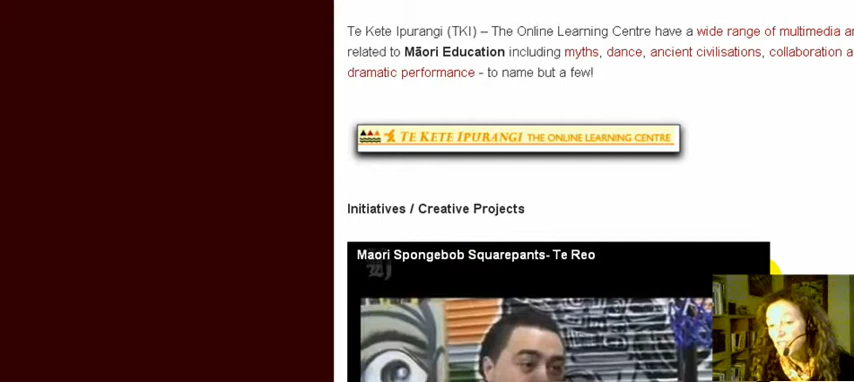 Te Kete Ipurangi (TKI) – The Online Learning Centre have a wide range of multimedia
related to Māori Education including myths, dance, ancient civilisations, collaboration
dramatic performance - to name but a few!
TE KETE IPURANGI THE ONLINE LEARNING CENTRE
Initiatives / Creative Projects
Maori Spongebob Squarepants- Te Reo